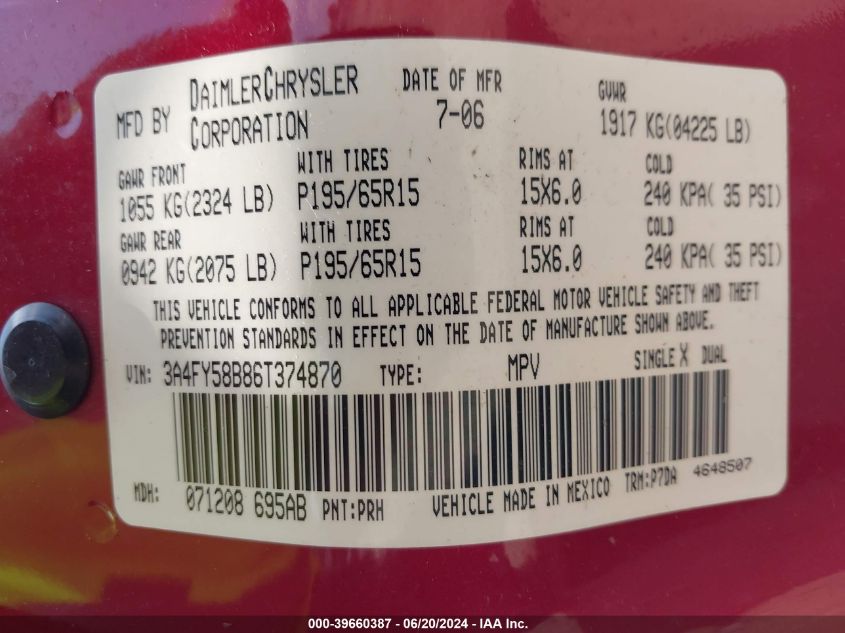 MFD BY DAIMLERCHRYSLER CORPORATION DATE OF MFR 7-06 GVWR 1917 KG(04225 LB)
GAWR FRONT WITH TIRES RIMS AT COLD
1055 KG(2324 LB) P195/65R15 15X6.0 240 KPA( 35 PSI)
GAWR REAR WITH TIRES RIMS AT COLD
0942 KG(2075 LB) P195/65R15 15X6.0 240 KPA( 35 PSI)
THIS VEHICLE CONFORMS TO ALL APPLICABLE FEDERAL MOTOR VEHICLE SAFETY AND THEFT
PREVENTION STANDARDS IN EFFECT ON THE DATE OF MANUFACTURE SHOWN ABOVE.
VIN: 3A4FY58B86T374870 TYPE: MPV SINGLE X DUAL
MDH: 071208 695AB PNT:PRH VEHICLE MADE IN MEXICO TRM:P7DA 4648507
000-39660387 - 06/20/2024 - IAA Inc.